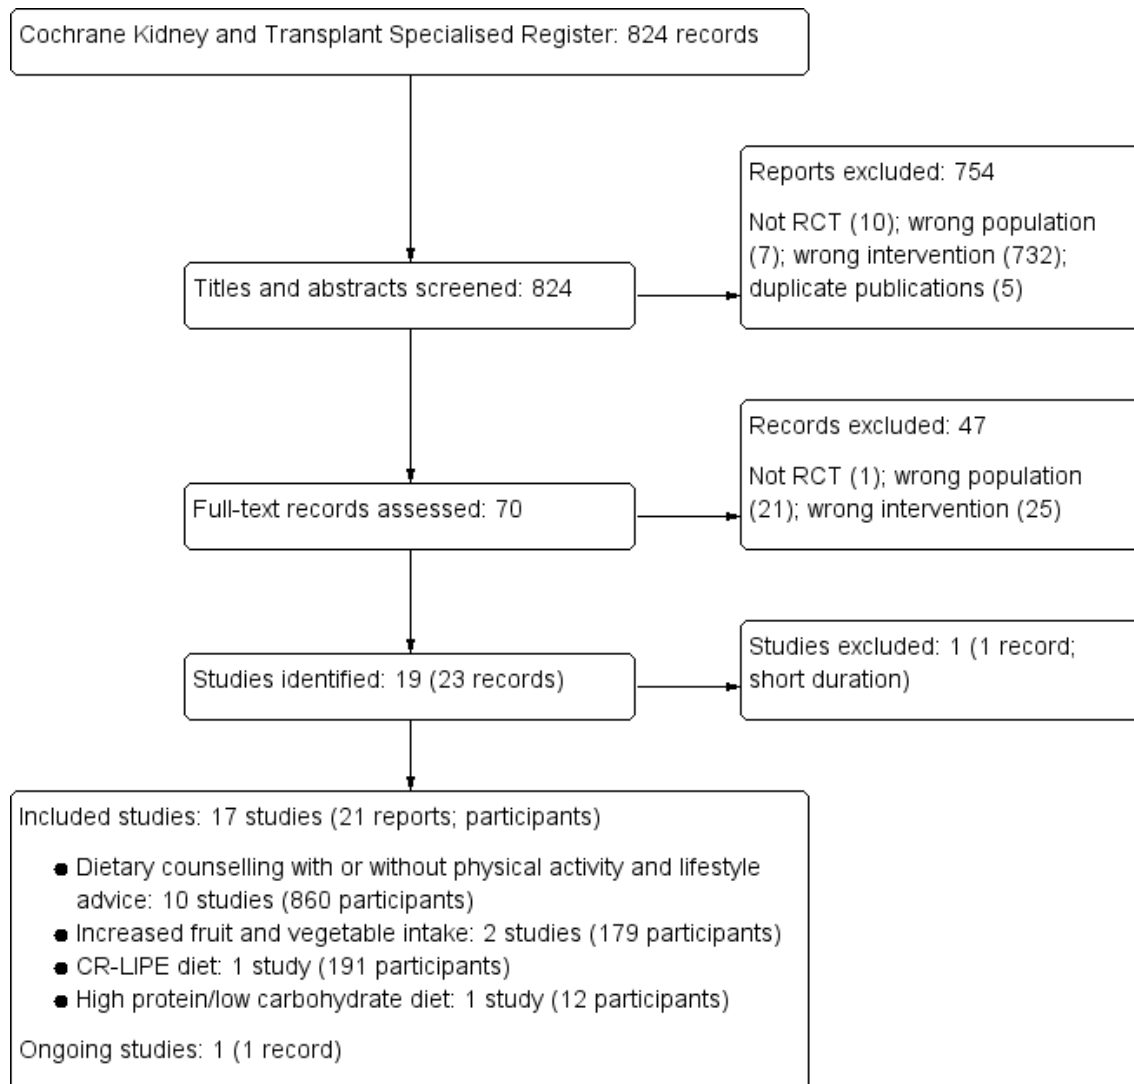 Cochrane Kidney and Transplant Specialised Register: 824 records
Reports excluded: 754
Not RCT (10); wrong population
(7); wrong intervention (732);
duplicate publications (5)
Titles and abstracts screened: 824
Records excluded: 47
Not RCT (1); wrong population
(21); wrong intervention (25)
Full-text records assessed: 70
Studies excluded: 1 (1 record;
short duration)
Studies identified: 19 (23 records)
Included studies: 17 studies (21 reports; participants)
● Dietary counselling with or without physical activity and lifestyle
advice: 10 studies (860 participants)
● Increased fruit and vegetable intake: 2 studies (179 participants)
● CR-LIPE diet: 1 study (191 participants)
● High protein/low carbohydrate diet: 1 study (12 participants)
Ongoing studies: 1 (1 record)